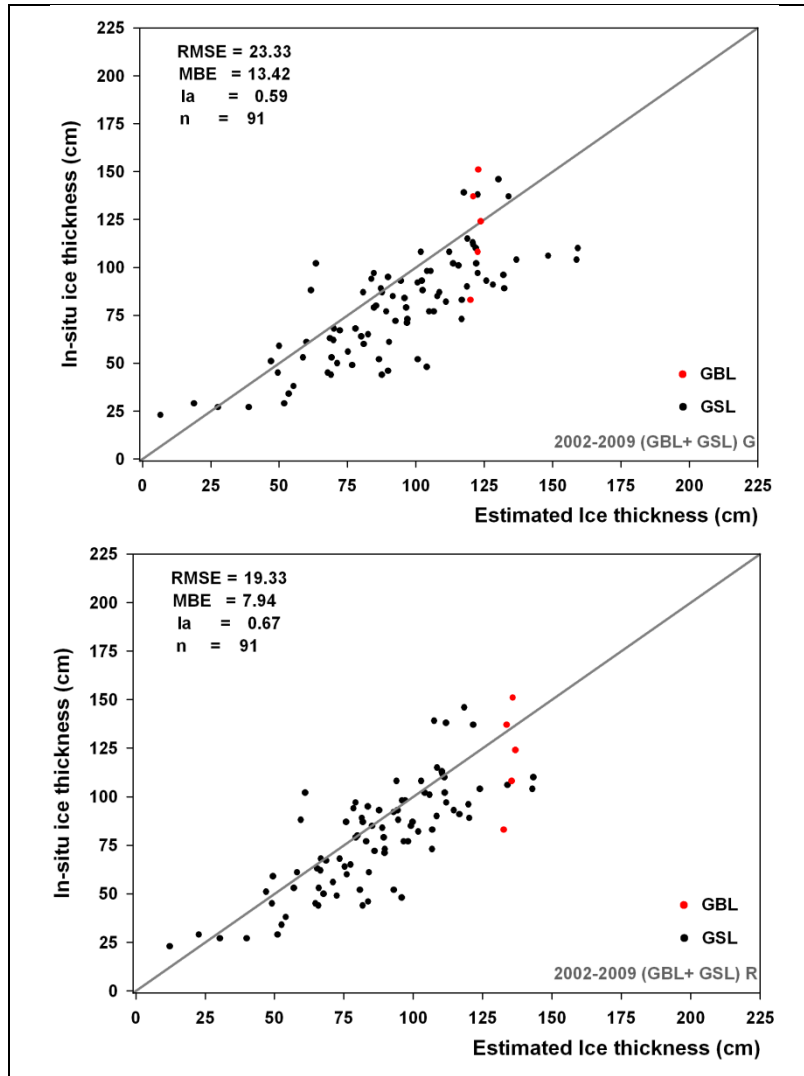 225
200
175
150
125
100
75
50
25
0
In-situ ice thickness (cm)
RMSE = 23.33
MBE = 13.42
Ia = 0.59
n = 91
GBL
GSL
2002-2009 (GBL+ GSL) G
0 25 50 75 100 125 150 175 200 225
Estimated Ice thickness (cm)
225
200
175
150
125
100
75
50
25
0
In-situ ice thickness (cm)
RMSE = 19.33
MBE = 7.94
Ia = 0.67
n = 91
GBL
GSL
2002-2009 (GBL+ GSL) R
0 25 50 75 100 125 150 175 200 225
Estimated Ice thickness (cm)